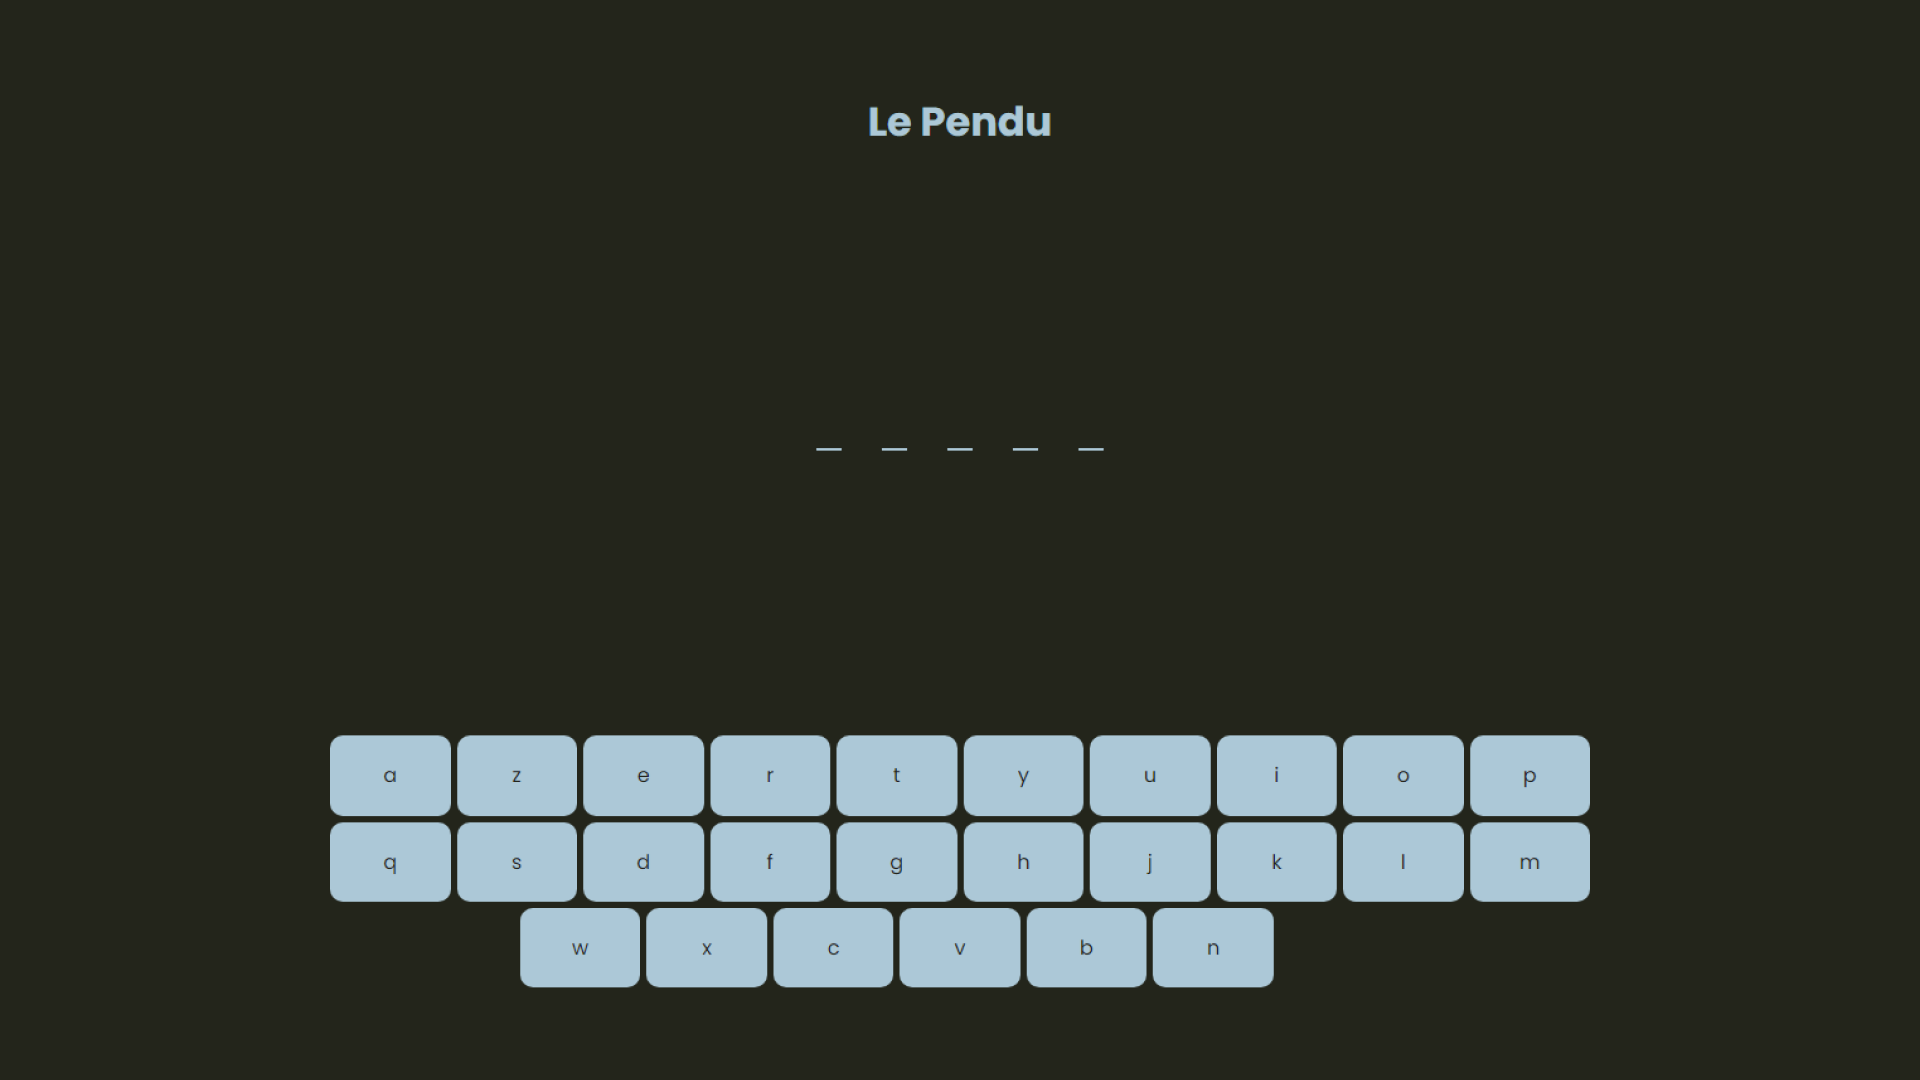 Le Pendu
_ _ _ _ _
a z e r t y u i o p
q s d f g h j k l m
w x c v b n